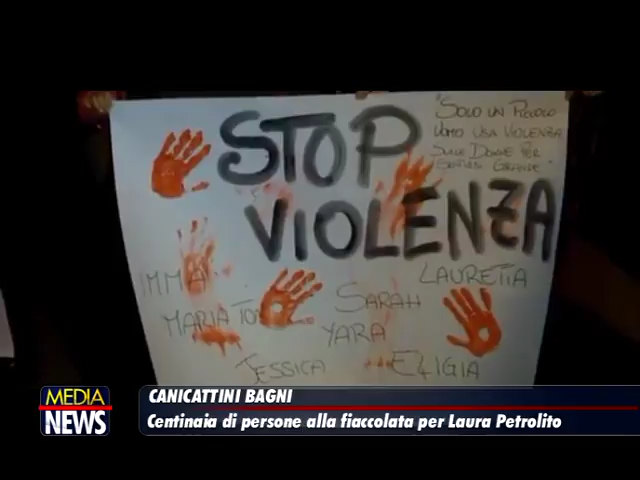 STOP
VIOLENZA
"SOLO UN PICCOLO
UOMO USA VIOLENZA
SULLE DONNE PER
SENTIRSI GRANDE"
IMMA
LAURETTA
SARAH
MARIA
YARA
JESSICA
MEDIA
NEWS
CANICATTINI BAGNI
Centinaia di persone alla fiaccolata per Laura Petrolito